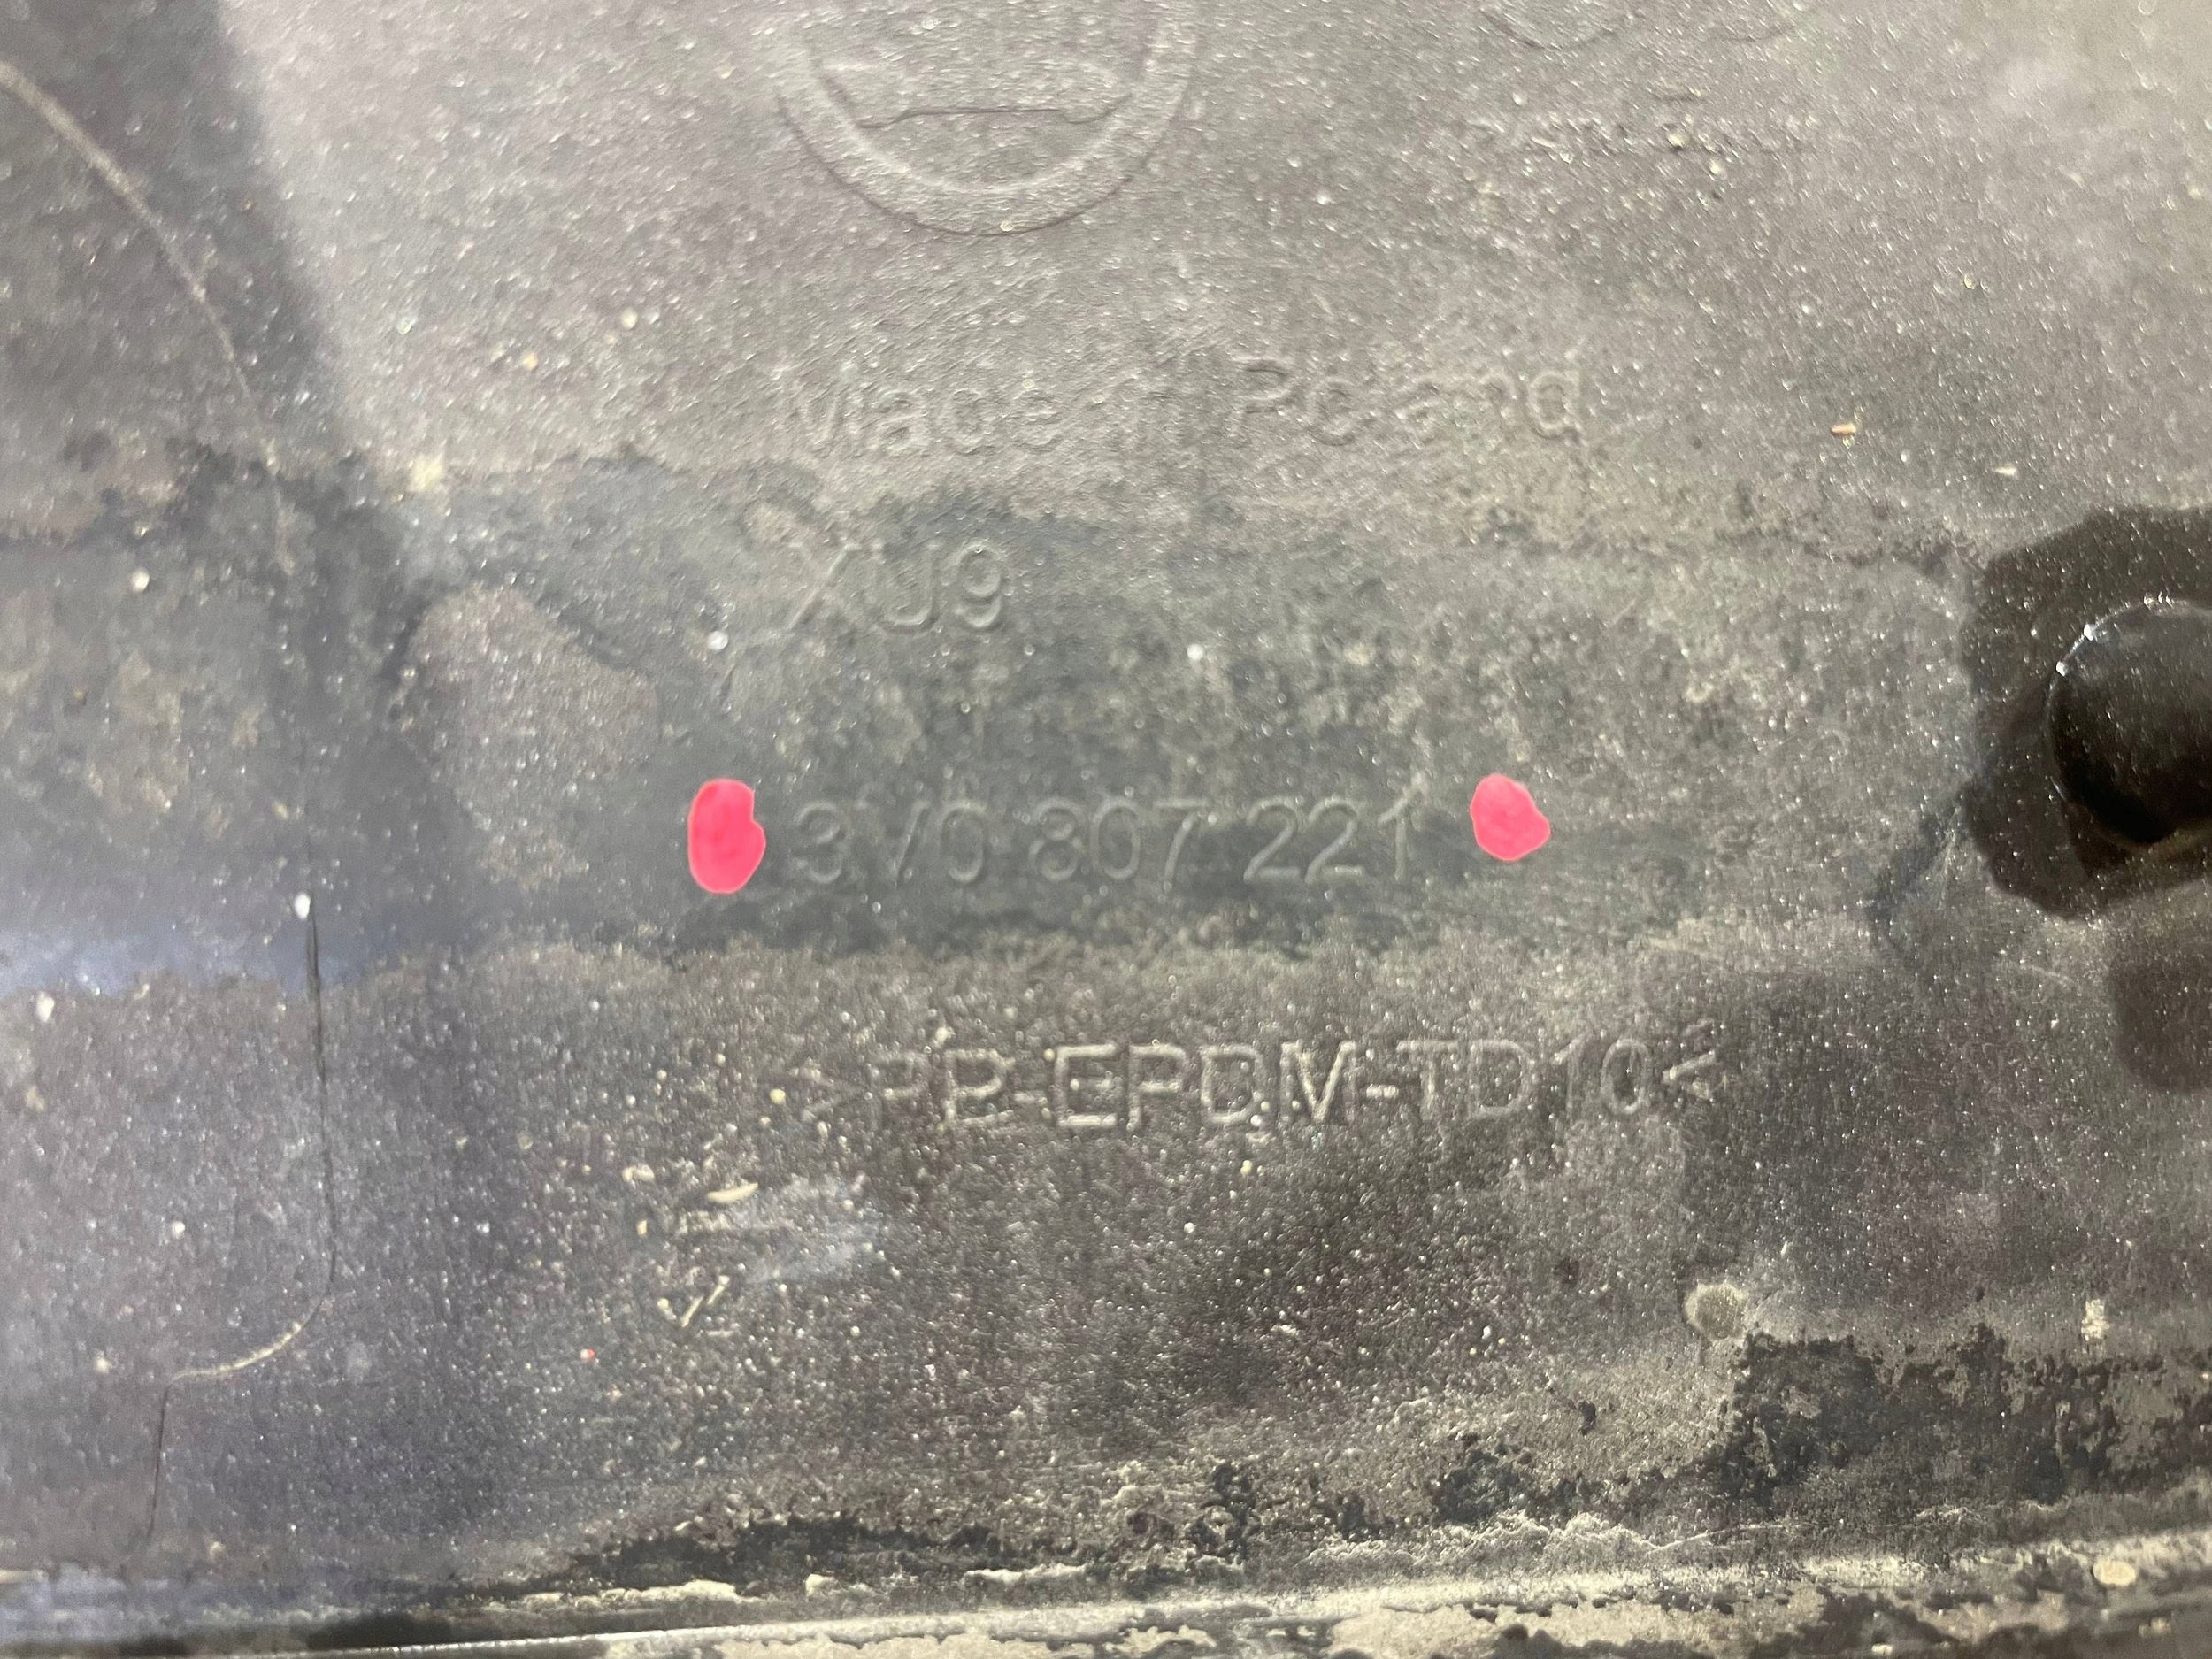 Made in Poland
XU9
3V0 807 221
>PP-EPDM-TD10<